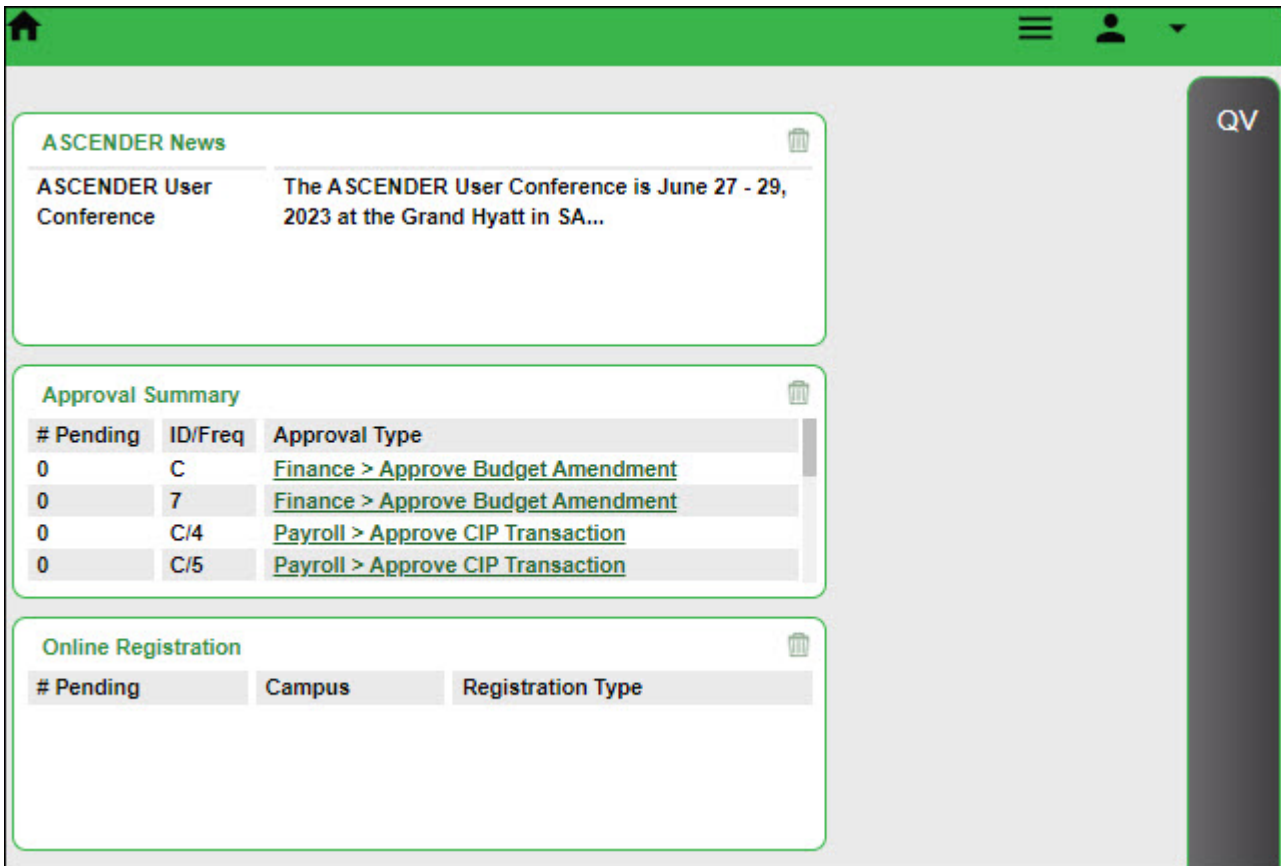 QV
ASCENDER News
ASCENDER User Conference The ASCENDER User Conference is June 27 - 29, 2023 at the Grand Hyatt in SA...
Approval Summary
# Pending ID/Freq Approval Type
0 C Finance > Approve Budget Amendment
0 7 Finance > Approve Budget Amendment
0 C/4 Payroll > Approve CIP Transaction
0 C/5 Payroll > Approve CIP Transaction
Online Registration
# Pending Campus Registration Type